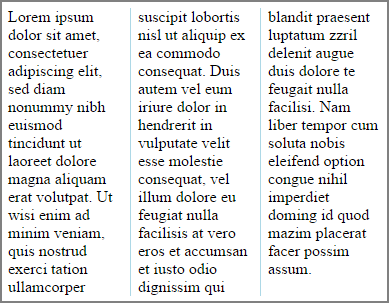 Lorem ipsum
dolor sit amet,
consectetuer
adipiscing elit,
sed diam
nonummy nibh
euismod
tincidunt ut
laoreet dolore
magna aliquam
erat volutpat. Ut
wisi enim ad
minim veniam,
quis nostrud
exerci tation
ullamcorper
suscipit lobortis
nisl ut aliquip ex
ea commodo
consequat. Duis
autem vel eum
iriure dolor in
hendrerit in
vulputate velit
esse molestie
consequat, vel
illum dolore eu
feugiat nulla
facilisis at vero
eros et accumsan
et iusto odio
dignissim qui
blandit praesent
luptatum zzril
delenit augue
duis dolore te
feugait nulla
facilisi. Nam
liber tempor cum
soluta nobis
eleifend option
congue nihil
imperdiet
doming id quod
mazim placerat
facer possim
assum.